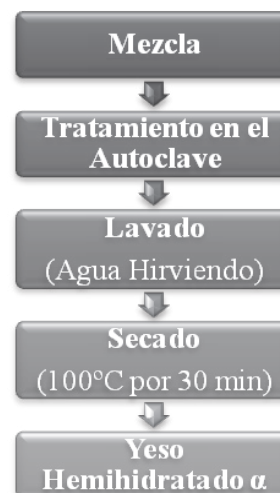 Mezcla
Tratamiento en el
Autoclave
Lavado
(Agua Hirviendo)
Secado
(100°C por 30 min)
Yeso
Hemihidratado α